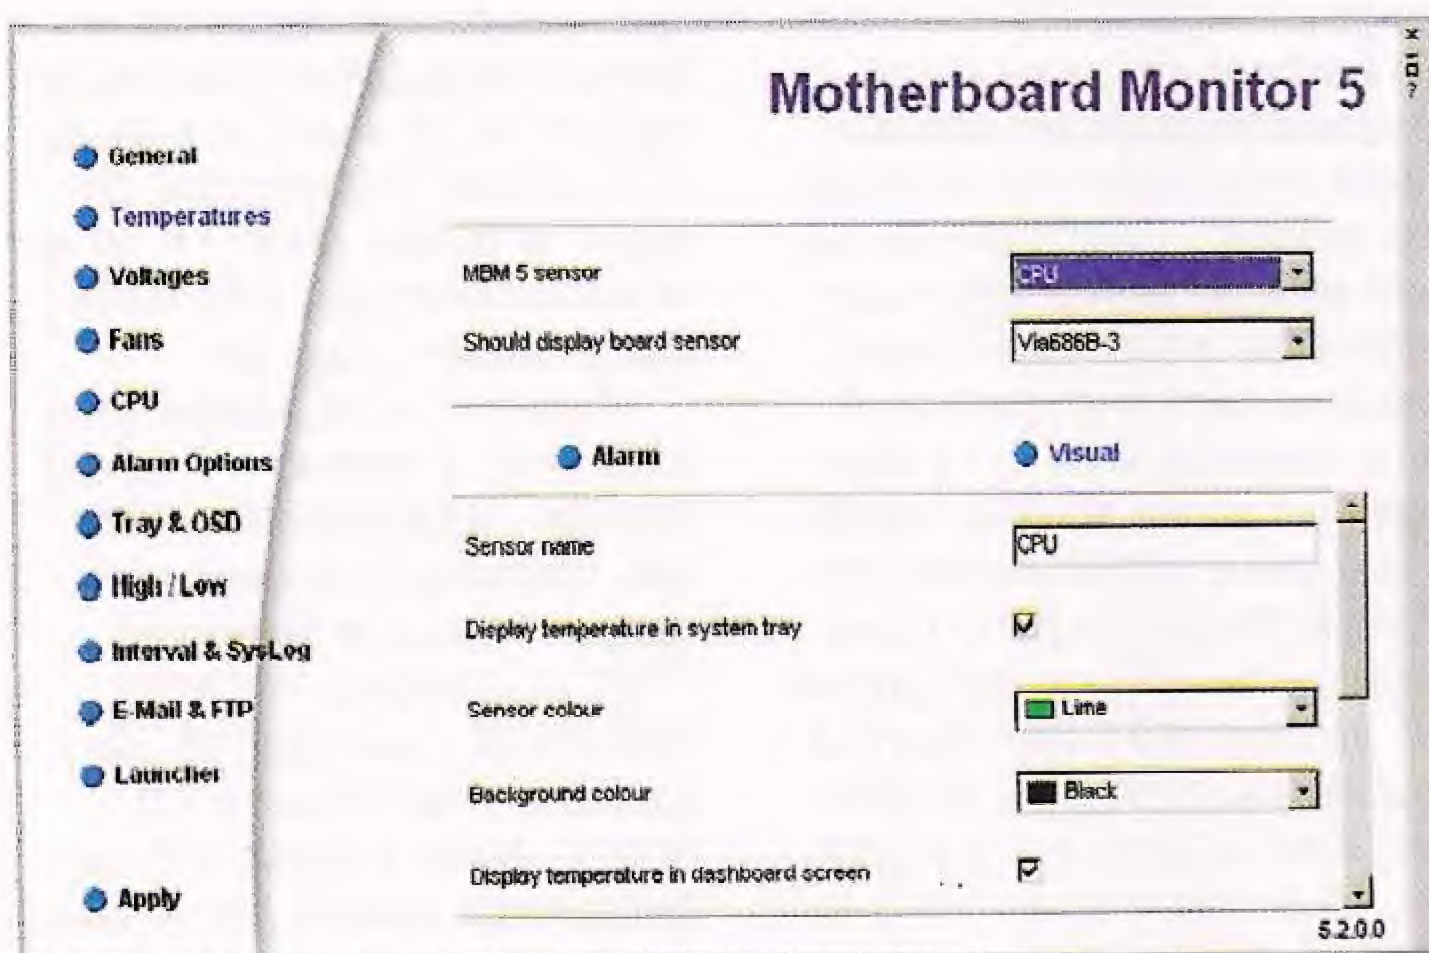 Motherboard Monitor 5
General
Temperatures
Voltages
Fans
CPU
Alarm Options
Tray & OSD
High / Low
Interval & SysLog
E-Mail & FTP
Launcher
Apply
MBM 5 sensor CPU
Should display board sensor Via686B-3
Alarm Visual
Sensor name CPU
Display temperature in system tray
Sensor colour Lime
Background colour Black
Display temperature in dashboard screen
5.2.0.0